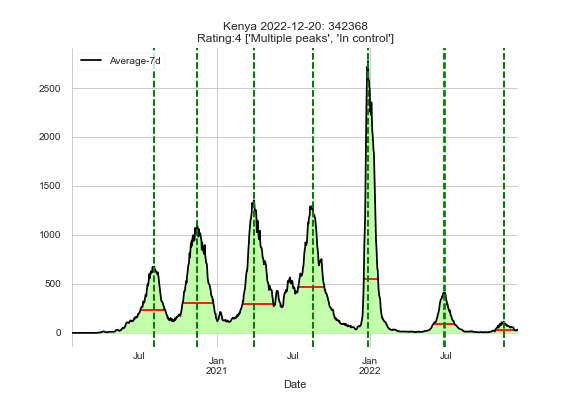 Kenya 2022-12-20: 342368
Rating:4 ['Multiple peaks', 'In control']
Average-7d
2500
2000
1500
1000
500
0
Jul
Jan
2021
Jul
Jan
2022
Jul
Date